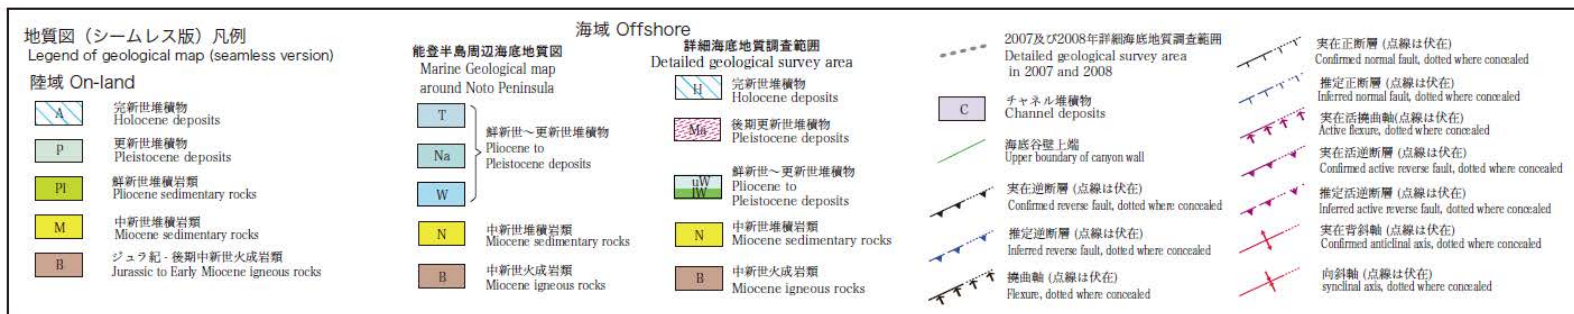 地質図（シームレス版）凡例
Legend of geological map (seamless version)
陸域 On-land
A
完新世堆積物
Holocene deposits
P
更新世堆積物
Pleistocene deposits
Pl
鮮新世堆積岩類
Pliocene sedimentary rocks
M
中新世堆積岩類
Miocene sedimentary rocks
B
ジュラ紀 - 後期中新世火成岩類
Jurassic to Early Miocene igneous rocks
海域 Offshore
能登半島周辺海底地質図
Marine Geological map
around Noto Peninsula
T
Na
W
鮮新世～更新世堆積物
Pliocene to
Pleistocene deposits
N
中新世堆積岩類
Miocene sedimentary rocks
B
中新世火成岩類
Miocene igneous rocks
詳細海底地質調査範囲
Detailed geological survey area
H
完新世堆積物
Holocene deposits
Ma
後期更新世堆積物
Pleistocene deposits
uW
lW
鮮新世～更新世堆積物
Pliocene to
Pleistocene deposits
N
中新世堆積岩類
Miocene sedimentary rocks
B
中新世火成岩類
Miocene igneous rocks
2007及び2008年詳細海底地質調査範囲
Detailed geological survey area
in 2007 and 2008
C
チャネル堆積物
Channel deposits
海底谷壁上端
Upper boundary of canyon wall
実在逆断層 (点線は伏在)
Confirmed reverse fault, dotted where concealed
推定逆断層 (点線は伏在)
Inferred reverse fault, dotted where concealed
撓曲軸 (点線は伏在)
Flexure, dotted where concealed
実在正断層 (点線は伏在)
Confirmed normal fault, dotted where concealed
推定正断層 (点線は伏在)
Inferred normal fault, dotted where concealed
実在活撓曲軸(点線は伏在)
Active flexure, dotted where concealed
実在活逆断層 (点線は伏在)
Confirmed active reverse fault, dotted where concealed
推定活逆断層 (点線は伏在)
Inferred active reverse fault, dotted where concealed
実在背斜軸 (点線は伏在)
Confirmed anticlinal axis, dotted where concealed
向斜軸 (点線は伏在)
synclinal axis, dotted where concealed